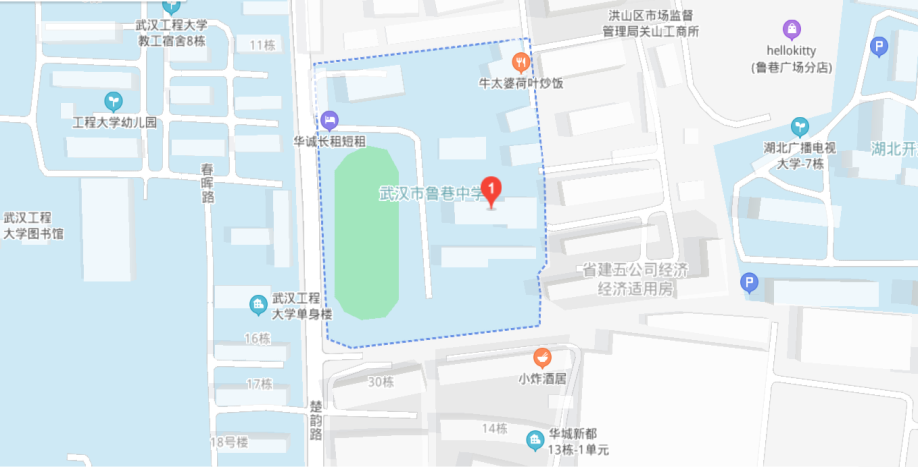 武汉工程大学
教工宿舍8栋
11栋
洪山区市场监督
管理局关山工商所
hellokitty
(鲁巷广场分店)
P
牛太婆荷叶炒饭
工程大学幼儿园
华诚长租短租
湖北广播电视
大学-7栋
湖北开
春晖路
武汉市鲁巷中学
1
武汉工程
大学图书馆
省建五公司经济
经济适用房
P
武汉工程
大学单身楼
16栋
小炸酒居
30栋
17栋
楚韵路
14栋
华城新都
13栋-1单元
18号楼